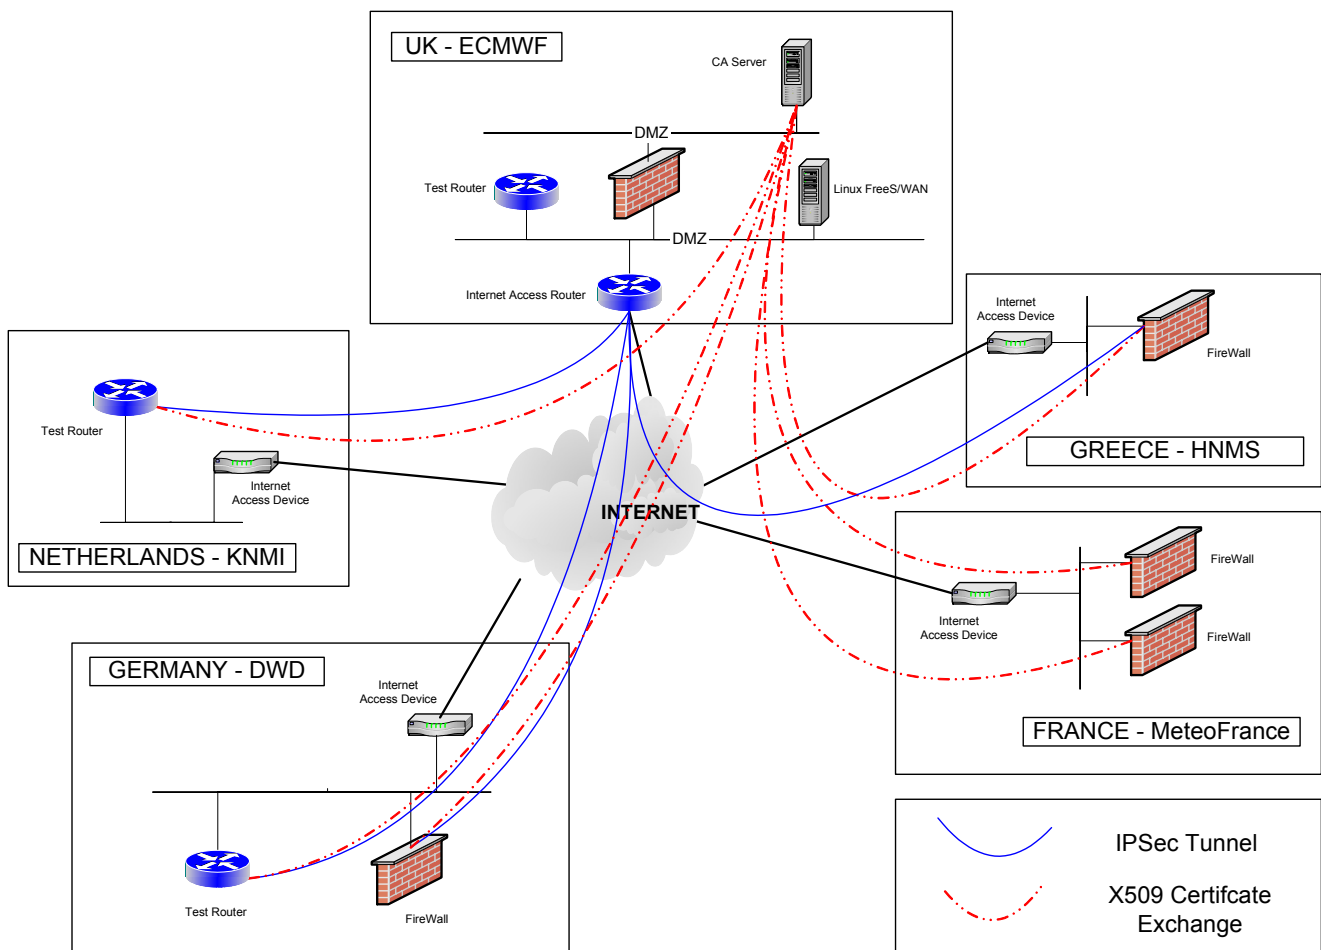 UK - ECMWF
CA Server
DMZ
Test Router
Linux FreeS/WAN
DMZ
Internet Access Router
Internet
Access Device
FireWall
GREECE - HNMS
Test Router
Internet
Access Device
NETHERLANDS - KNMI
INTERNET
FireWall
Internet
Access Device
FireWall
FRANCE - MeteoFrance
GERMANY - DWD
Internet
Access Device
Test Router
FireWall
IPSec Tunnel
X509 Certifcate
Exchange